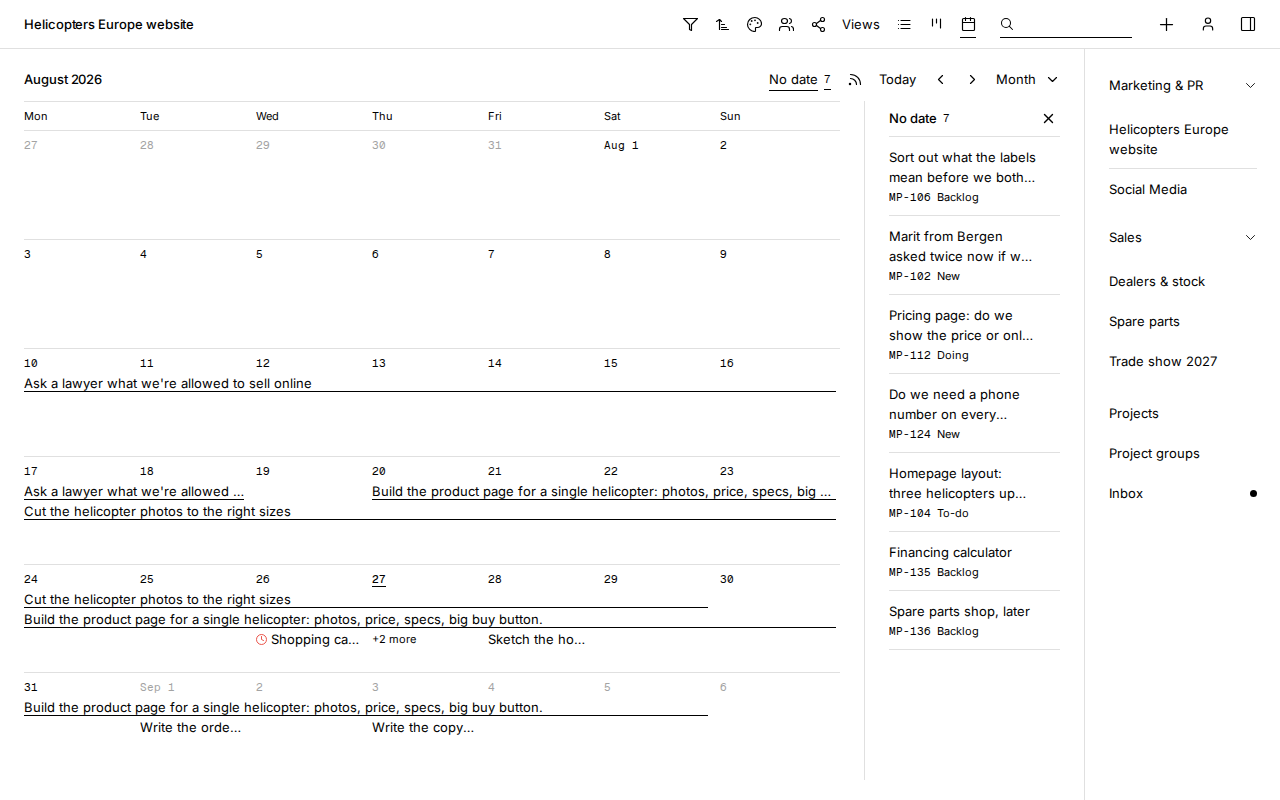 Helicopters Europe website
Views
August 2026
No date 7
Today
Month
Mon Tue Wed Thu Fri Sat Sun
27 28 29 30 31 Aug 1 2
3 4 5 6 7 8 9
10 11 12 13 14 15 16
Ask a lawyer what we're allowed to sell online
17 18 19 20 21 22 23
Ask a lawyer what we're allowed ... Build the product page for a single helicopter: photos, price, specs, big ...
Cut the helicopter photos to the right sizes
24 25 26 27 28 29 30
Cut the helicopter photos to the right sizes
Build the product page for a single helicopter: photos, price, specs, big buy button.
Shopping ca... +2 more Sketch the ho...
31 Sep 1 2 3 4 5 6
Build the product page for a single helicopter: photos, price, specs, big buy button.
Write the orde... Write the copy...
No date 7
Sort out what the labels
mean before we both...
MP-106 Backlog
Marit from Bergen
asked twice now if w...
MP-102 New
Pricing page: do we
show the price or onl...
MP-112 Doing
Do we need a phone
number on every...
MP-124 New
Homepage layout:
three helicopters up...
MP-104 To-do
Financing calculator
MP-135 Backlog
Spare parts shop, later
MP-136 Backlog
Marketing & PR
Helicopters Europe
website
Social Media
Sales
Dealers & stock
Spare parts
Trade show 2027
Projects
Project groups
Inbox